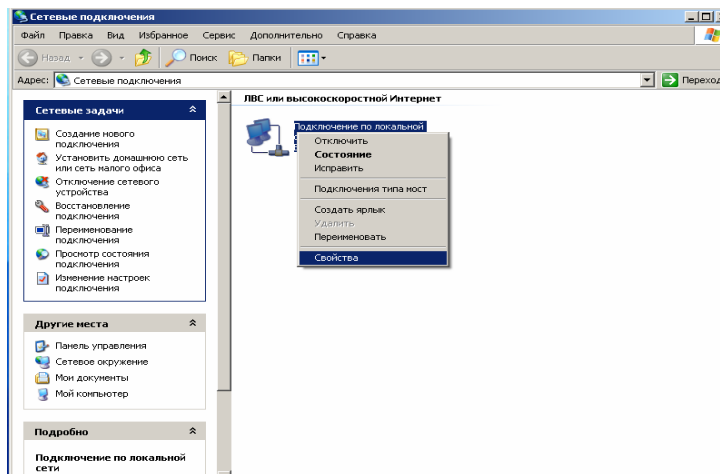 Сетевые подключения
Файл Правка Вид Избранное Сервис Дополнительно Справка
Назад Поиск Папки
Адрес: Сетевые подключения Переход
Сетевые задачи
Создание нового
подключения
Установить домашнюю сеть
или сеть малого офиса
Отключение сетевого
устройства
Восстановление
подключения
Переименование
подключения
Просмотр состояния
подключения
Изменение настроек
подключения
Другие места
Панель управления
Сетевое окружение
Мои документы
Мой компьютер
Подробно
Подключение по локальной
сети
ЛВС или высокоскоростной Интернет
Подключение по локальной
Отключить
Состояние
Исправить
Подключения типа мост
Создать ярлык
Удалить
Переименовать
Свойства